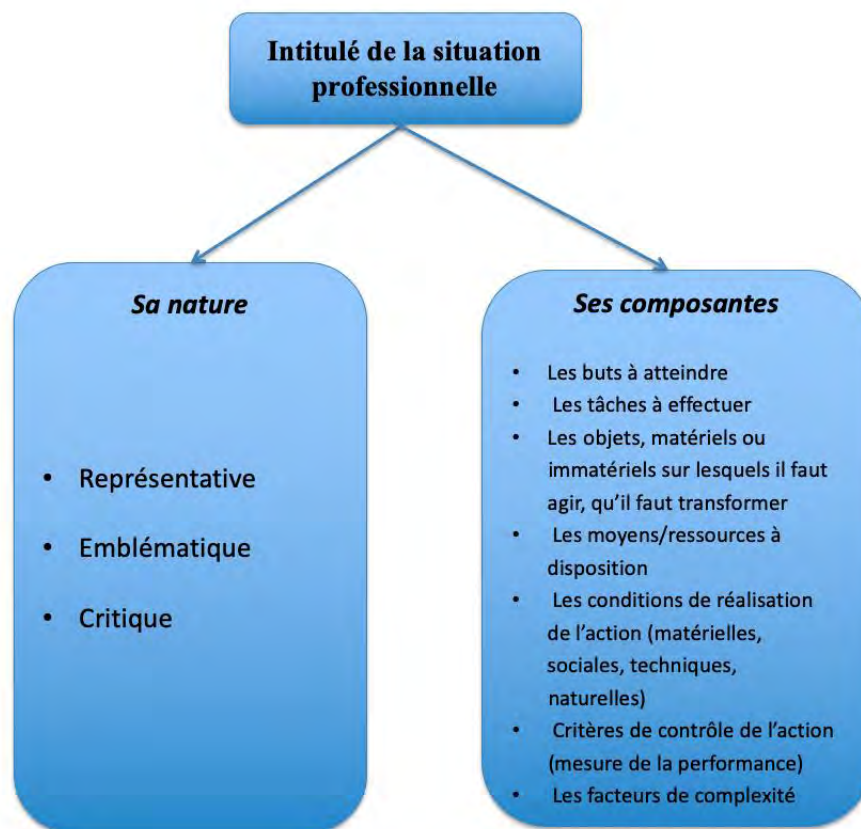 Intitulé de la situation
professionnelle
Sa nature
• Représentative
• Emblématique
• Critique
Ses composantes
• Les buts à atteindre
• Les tâches à effectuer
• Les objets, matériels ou
immatériels sur lesquels il faut
agir, qu'il faut transformer
• Les moyens/ressources à
disposition
• Les conditions de réalisation
de l'action (matérielles,
sociales, techniques,
naturelles)
• Critères de contrôle de l'action
(mesure de la performance)
• Les facteurs de complexité